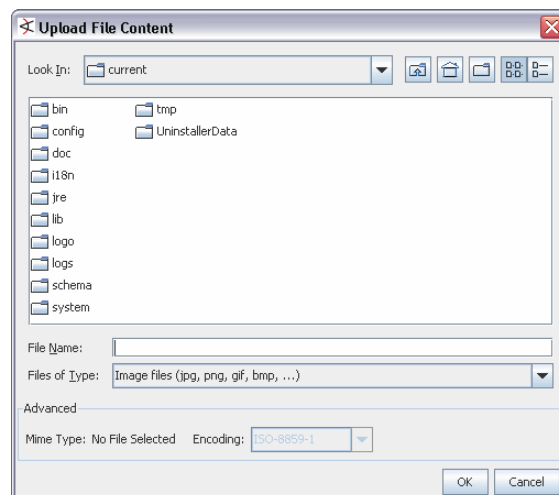 Upload File Content
Look In: current
bin tmp
config UninstallerData
doc
i18n
jre
lib
logo
logs
schema
system
File Name:
Files of Type: Image files (jpg, png, gif, bmp, ...)
Advanced
Mime Type: No File Selected Encoding: ISO-8859-1
OK Cancel